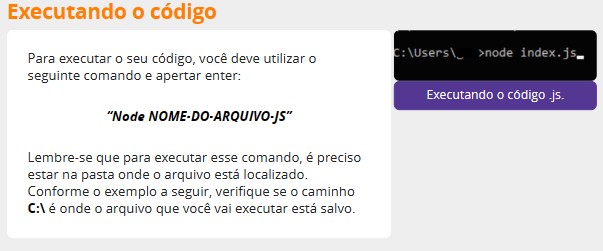 Executando o código
Para executar o seu código, você deve utilizar o
seguinte comando e apertar enter:
“Node NOME-DO-ARQUIVO-JS”
Lembre-se que para executar esse comando, é preciso
estar na pasta onde o arquivo está localizado.
Conforme o exemplo a seguir, verifique se o caminho
C:\ é onde o arquivo que você vai executar está salvo.
C:\Users\_ >node index.js
Executando o código .js.